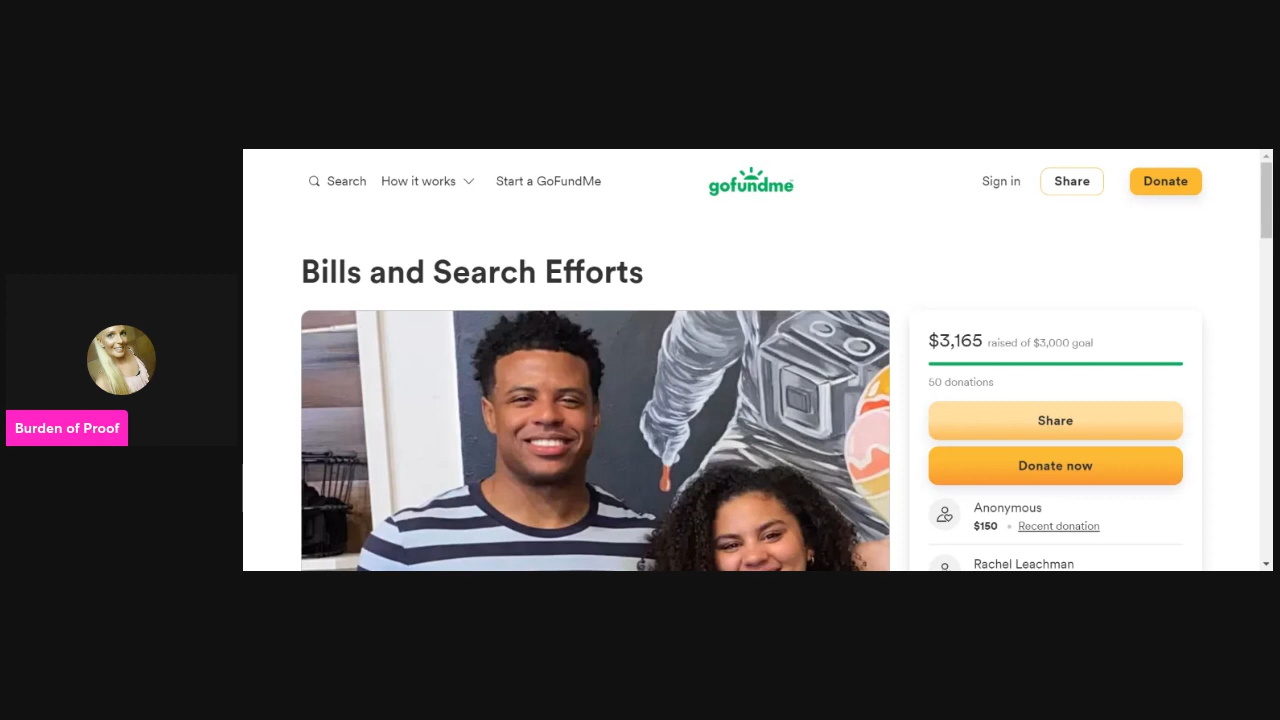 Search
How it works
Start a GoFundMe
gofundme
Sign in
Share
Donate
Bills and Search Efforts
$3,165 raised of $3,000 goal
50 donations
Share
Donate now
Anonymous
$150 • Recent donation
Rachel Leachman
Burden of Proof